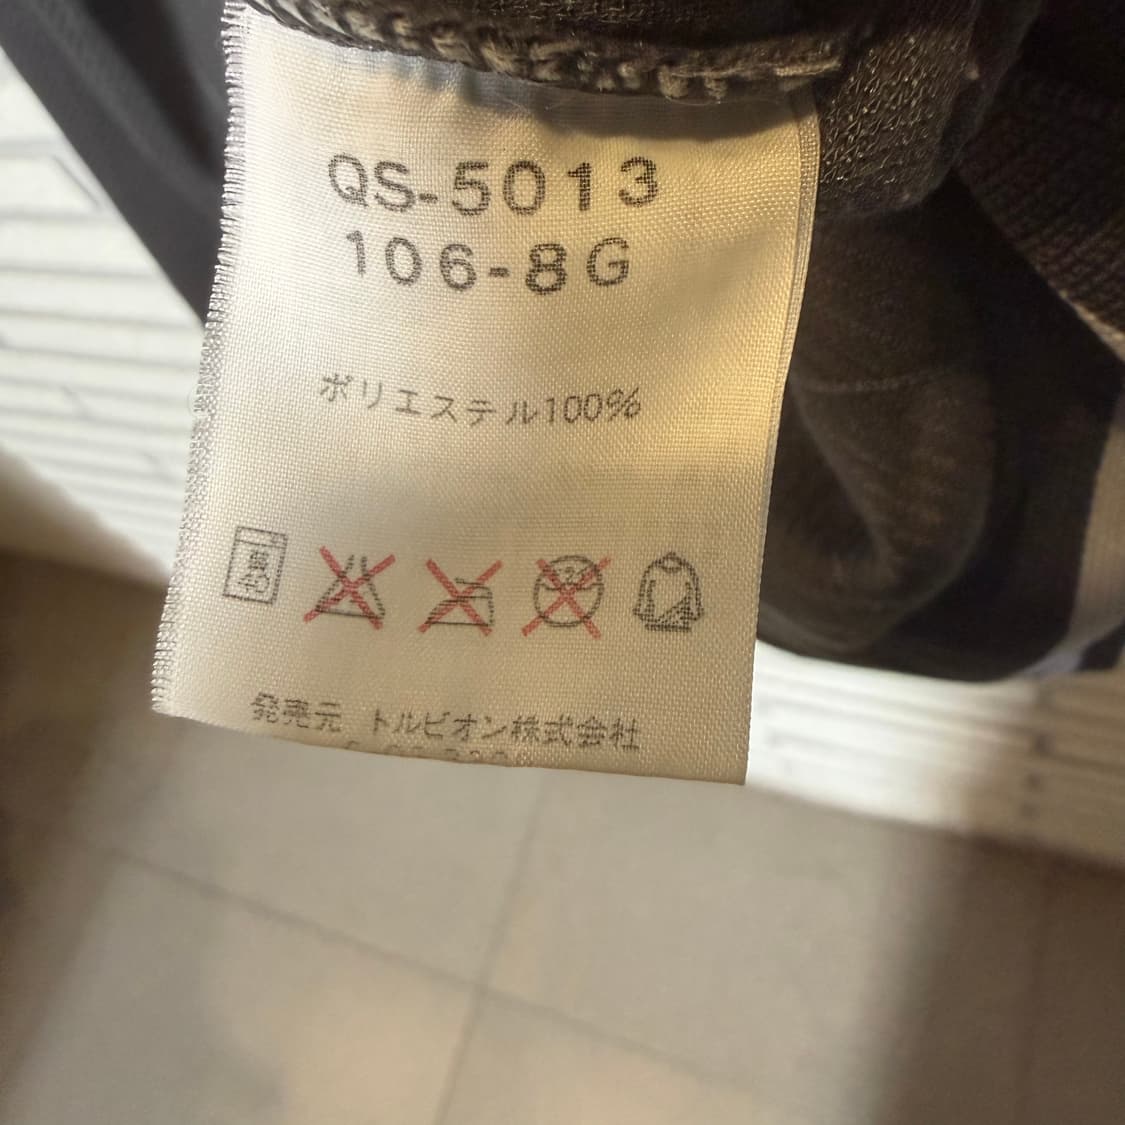 QS-5013
106-8G
ポリエステル100%
発売元 トルビオン株式会社